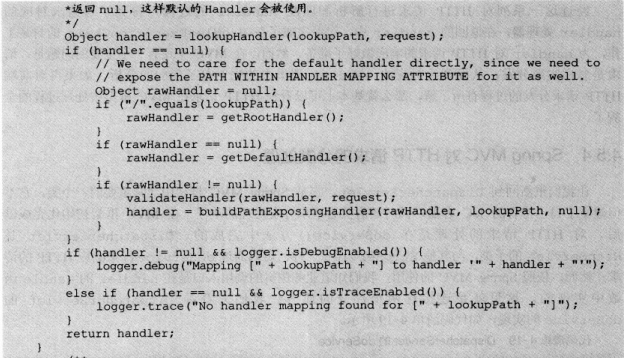 *返回 null，这样默认的 Handler 会被使用。
*/
Object handler = lookupHandler(lookupPath, request);
if (handler == null) {
// We need to care for the default handler directly, since we need to
// expose the PATH WITHIN HANDLER MAPPING ATTRIBUTE for it as well.
Object rawHandler = null;
if ("/".equals(lookupPath)) {
rawHandler = getRootHandler();
}
if (rawHandler == null) {
rawHandler = getDefaultHandler();
}
if (rawHandler != null) {
validateHandler(rawHandler, request);
handler = buildPathExposingHandler(rawHandler, lookupPath, null);
}
}
if (handler != null && logger.isDebugEnabled()) {
logger.debug("Mapping [" + lookupPath + "] to handler '" + handler + "'");
}
else if (handler == null && logger.isTraceEnabled()) {
logger.trace("No handler mapping found for [" + lookupPath + "]");
}
return handler;
}